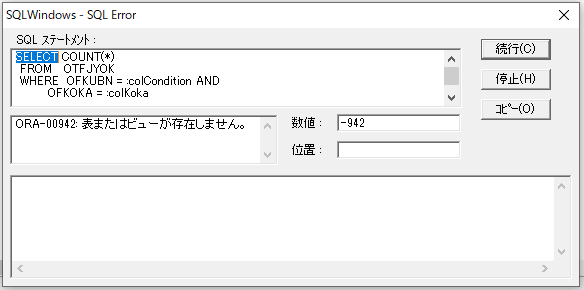 SQLWindows - SQL Error
SQL ステートメント :
SELECT COUNT(*)
FROM OTFJYOK
WHERE OFKUBN = :colCondition AND
OFKOKA = :colKoka
続行(C)
停止(H)
コピー(O)
ORA-00942: 表またはビューが存在しません。
数値 :
-942
位置 :